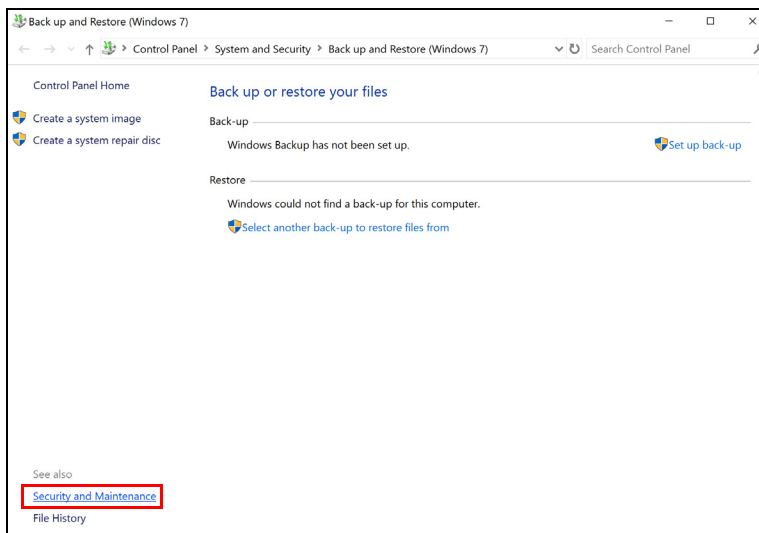 Back up and Restore (Windows 7)
Control Panel > System and Security > Back up and Restore (Windows 7)
Search Control Panel
Control Panel Home
Back up or restore your files
Create a system image
Back-up
Create a system repair disc
Windows Backup has not been set up.
Set up back-up
Restore
Windows could not find a back-up for this computer.
Select another back-up to restore files from
See also
Security and Maintenance
File History